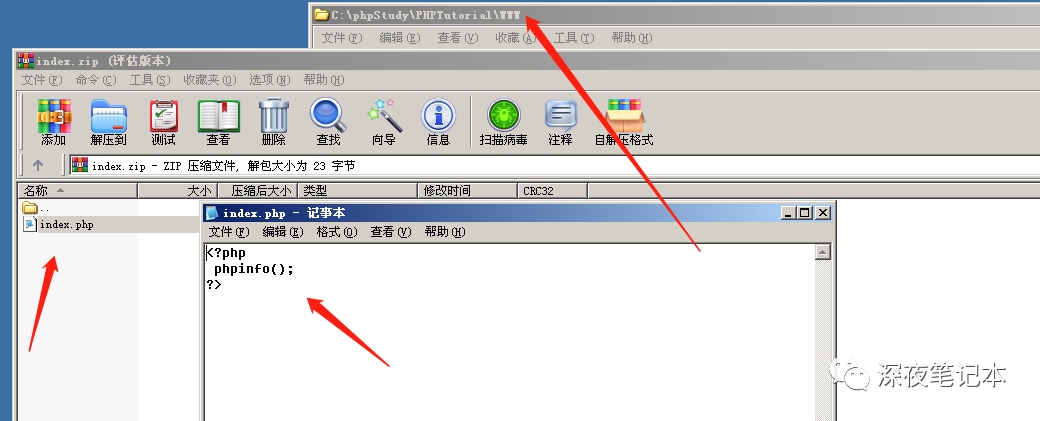 C:\phpStudy\PHPTutorial\WWW
文件(F) 编辑(E) 查看(V) 收藏(A) 工具(T) 帮助(H)
index.zip (评估版本)
文件(F) 命令(C) 工具(S) 收藏夹(O) 选项(N) 帮助(H)
添加 解压到 测试 查看 删除 查找 向导 信息 扫描病毒 注释 自解压格式
index.zip - ZIP 压缩文件, 解包大小为 23 字节
名称 大小 压缩后大小 类型 修改时间 CRC32
..
index.php
index.php - 记事本
文件(F) 编辑(E) 格式(O) 查看(V) 帮助(H)
<?php
phpinfo();
?>
深夜笔记本